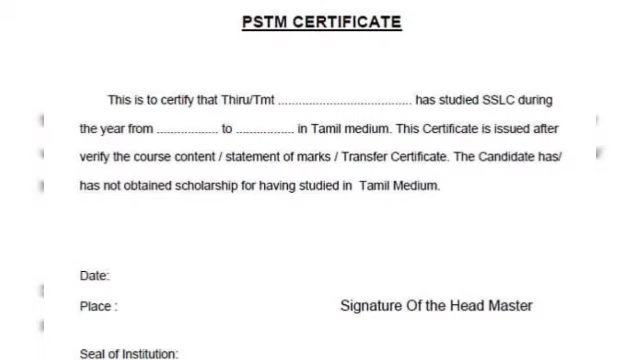 PSTM CERTIFICATE
This is to certify that Thiru/Tmt ....................................... has studied SSLC during
the year from .................. to ................. in Tamil medium. This Certificate is issued after
verify the course content / statement of marks / Transfer Certificate. The Candidate has/
has not obtained scholarship for having studied in Tamil Medium.
Date:
Place : Signature Of the Head Master
Seal of Institution: